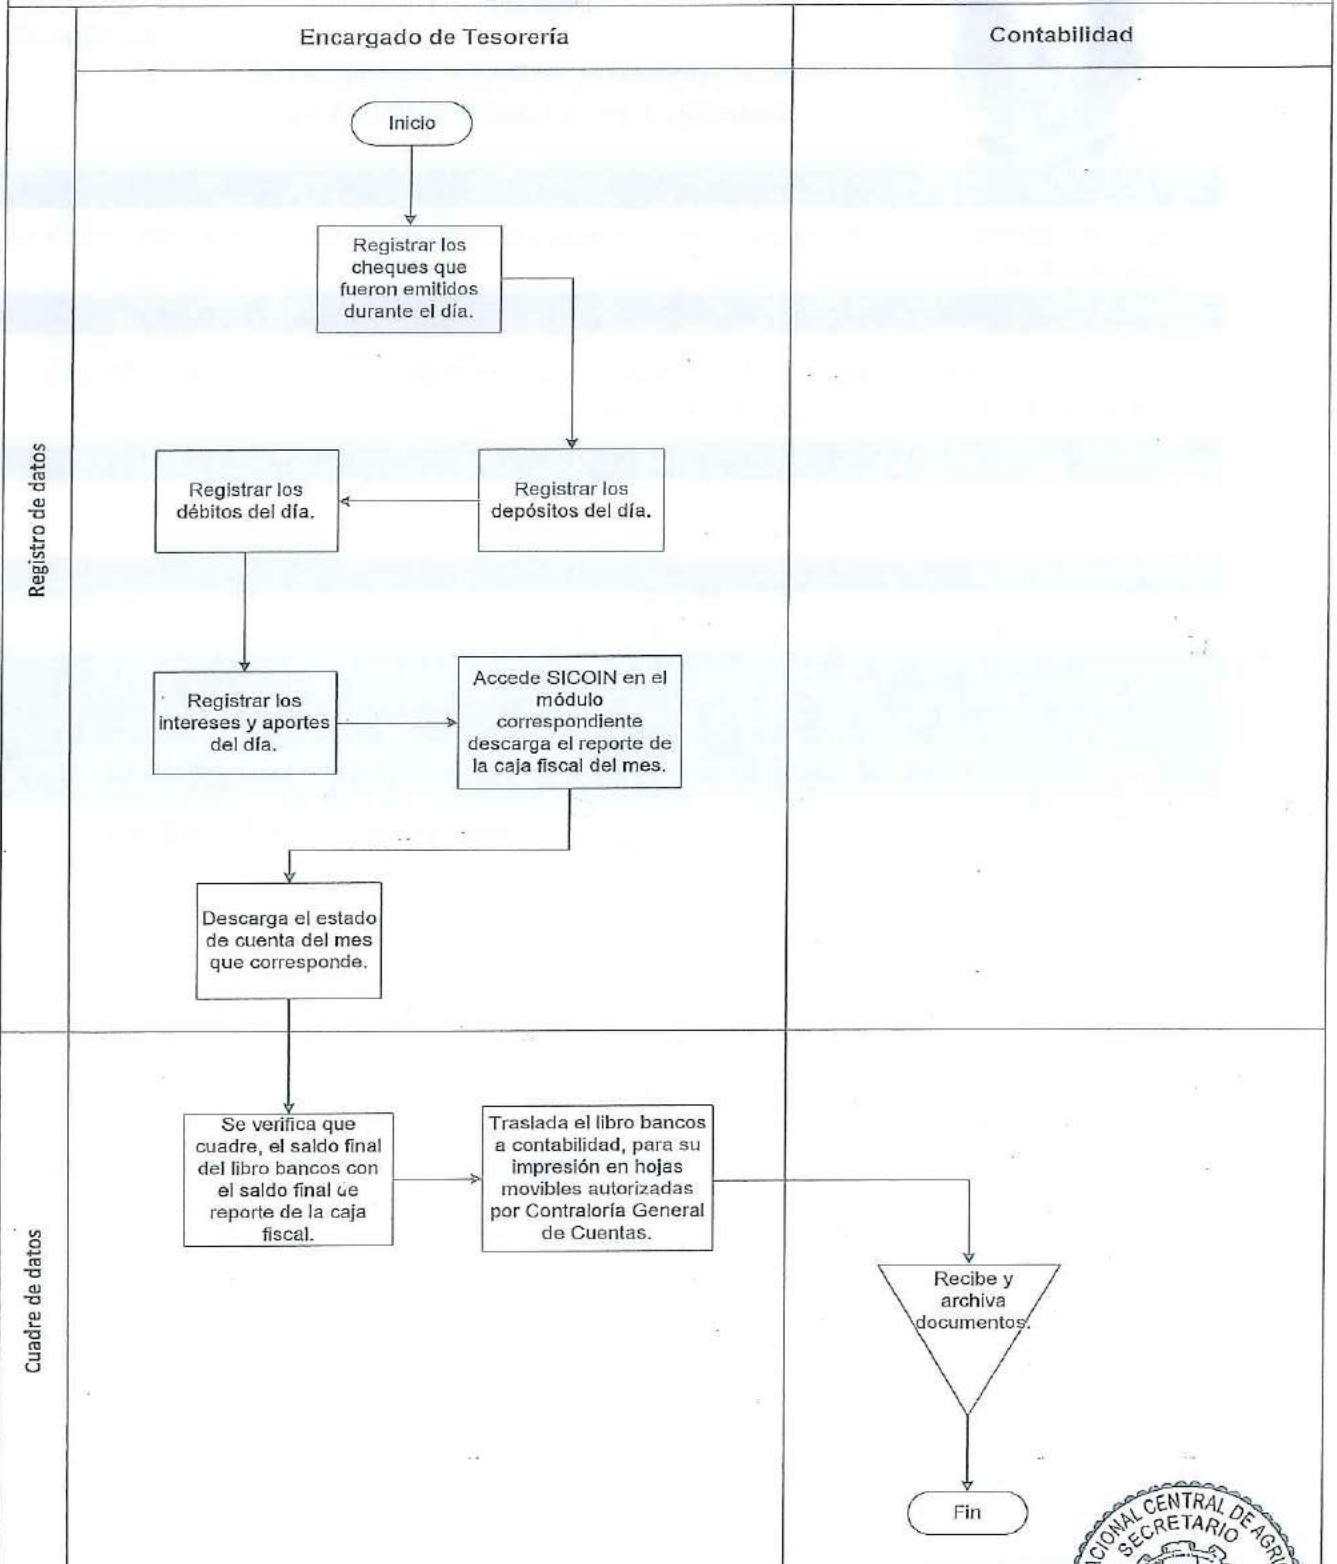 Encargado de Tesorería
Contabilidad
Registro de datos
Inicio
Registrar los
cheques que
fueron emitidos
durante el día.
Registrar los
depósitos del día.
Registrar los
débitos del día.
Registrar los
intereses y aportes
del día.
Accede SICOIN en el
módulo
correspondiente
descarga el reporte de
la caja fiscal del mes.
Descarga el estado
de cuenta del mes
que corresponde.
Cuadre de datos
Se verifica que
cuadre, el saldo final
del libro bancos con
el saldo final de
reporte de la caja
fiscal.
Traslada el libro bancos
a contabilidad, para su
impresión en hojas
movibles autorizadas
por Contraloría General
de Cuentas.
Recibe y
archiva
documentos.
Fin
CENTRAL DE
SECRETARIO